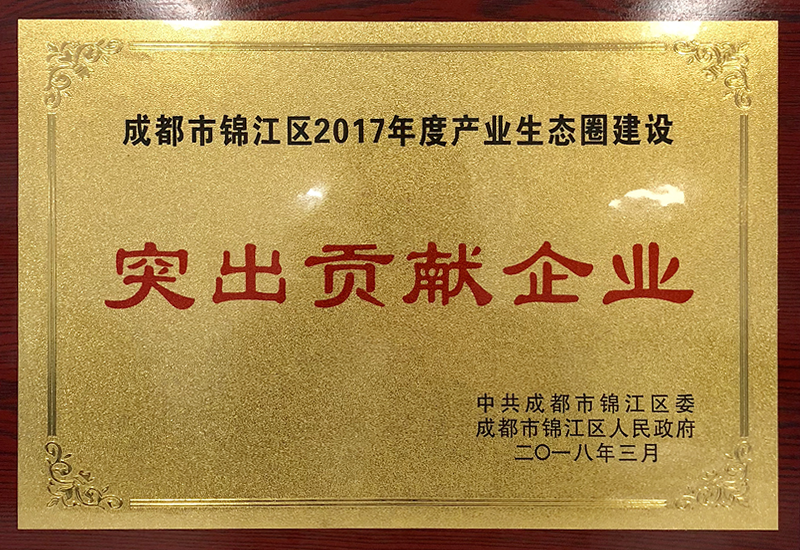 成都市锦江区2017年度产业生态圈建设
突出贡献企业
中共成都市锦江区委
成都市锦江区人民政府
二〇一八年三月